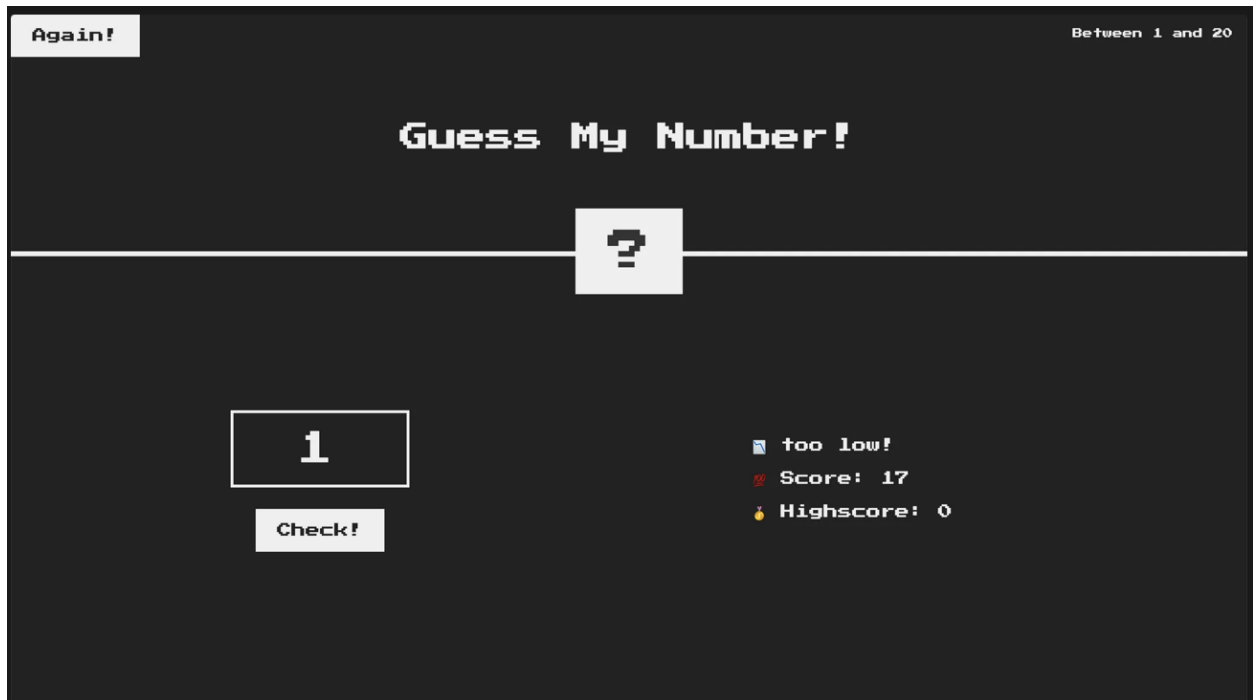 Again!
Between 1 and 20
Guess My Number!
?
1
too low!
Check!
💯 Score: 17
🥇 Highscore: 0